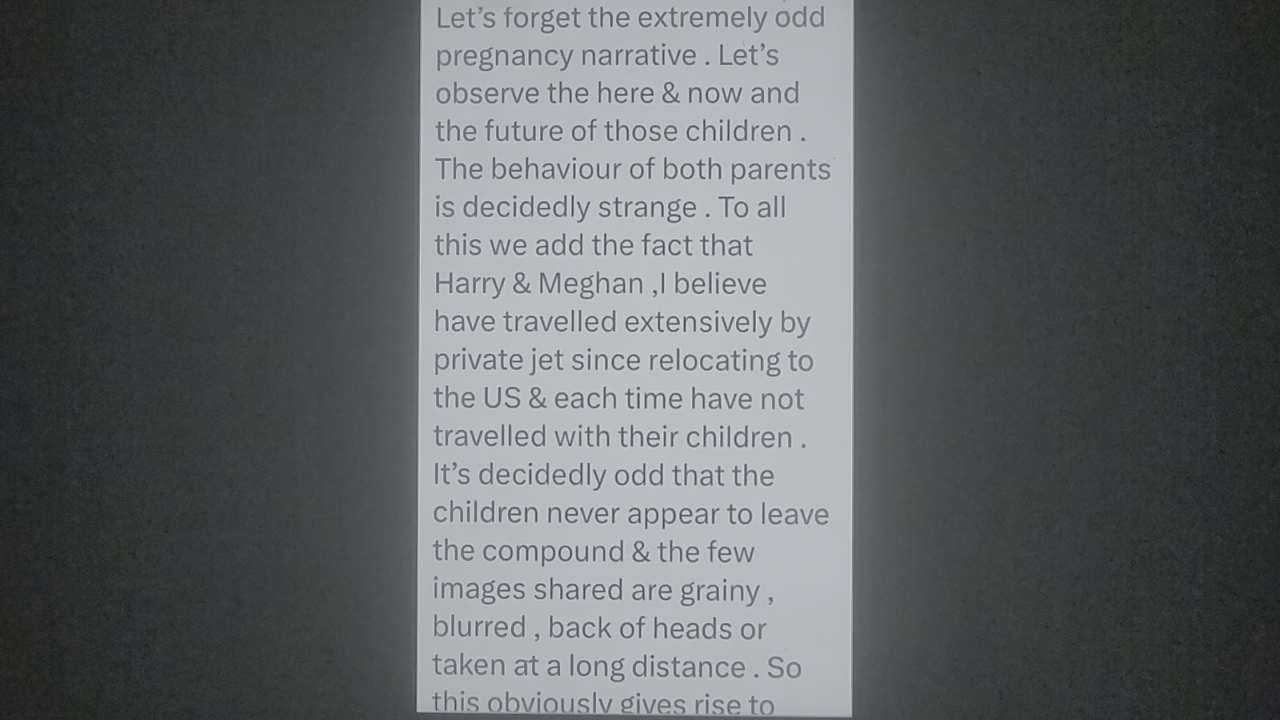 Let's forget the extremely odd
pregnancy narrative . Let's
observe the here & now and
the future of those children .
The behaviour of both parents
is decidedly strange . To all
this we add the fact that
Harry & Meghan ,I believe
have travelled extensively by
private jet since relocating to
the US & each time have not
travelled with their children .
It's decidedly odd that the
children never appear to leave
the compound & the few
images shared are grainy ,
blurred , back of heads or
taken at a long distance . So
this obviously gives rise to